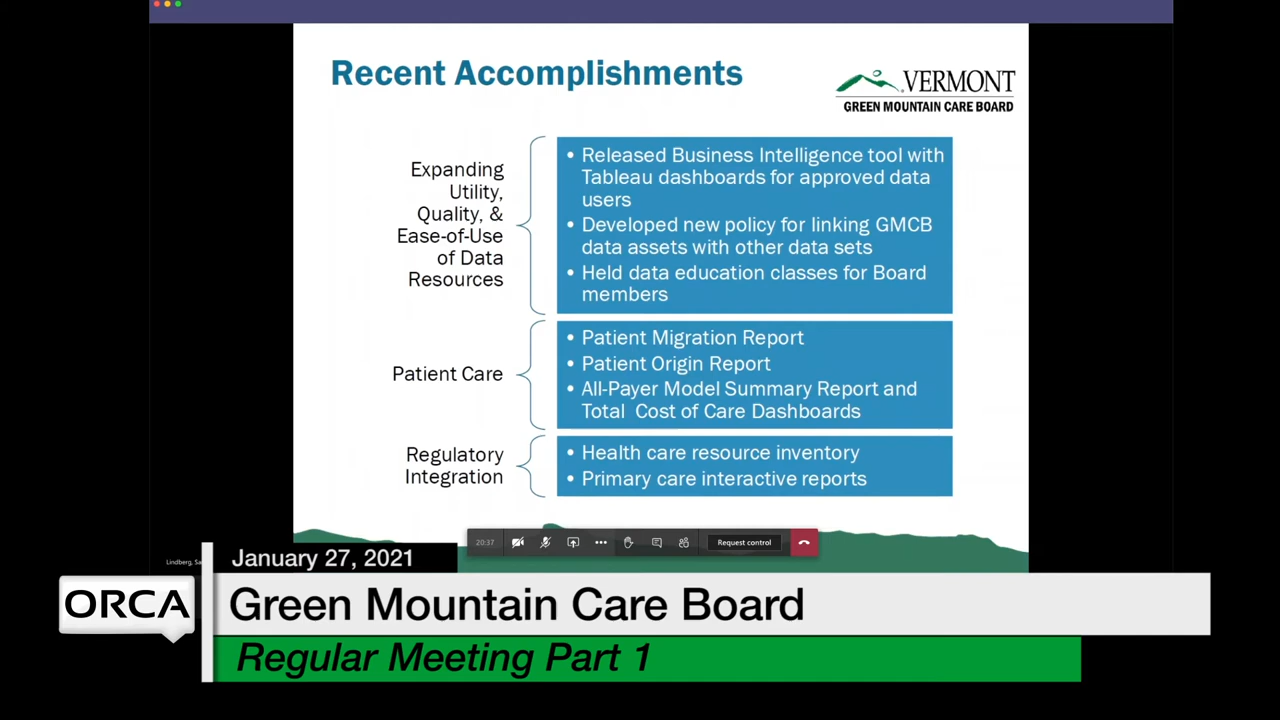 Recent Accomplishments
VERMONT
GREEN MOUNTAIN CARE BOARD
Expanding
Utility,
Quality, &
Ease-of-Use
of Data
Resources
• Released Business Intelligence tool with
Tableau dashboards for approved data
users
• Developed new policy for linking GMCB
data assets with other data sets
• Held data education classes for Board
members
Patient Care
• Patient Migration Report
• Patient Origin Report
• All-Payer Model Summary Report and
Total Cost of Care Dashboards
Regulatory
Integration
• Health care resource inventory
• Primary care interactive reports
20:37
Request control
Lindberg,
January 27, 2021
ORCA
Green Mountain Care Board
Regular Meeting Part 1